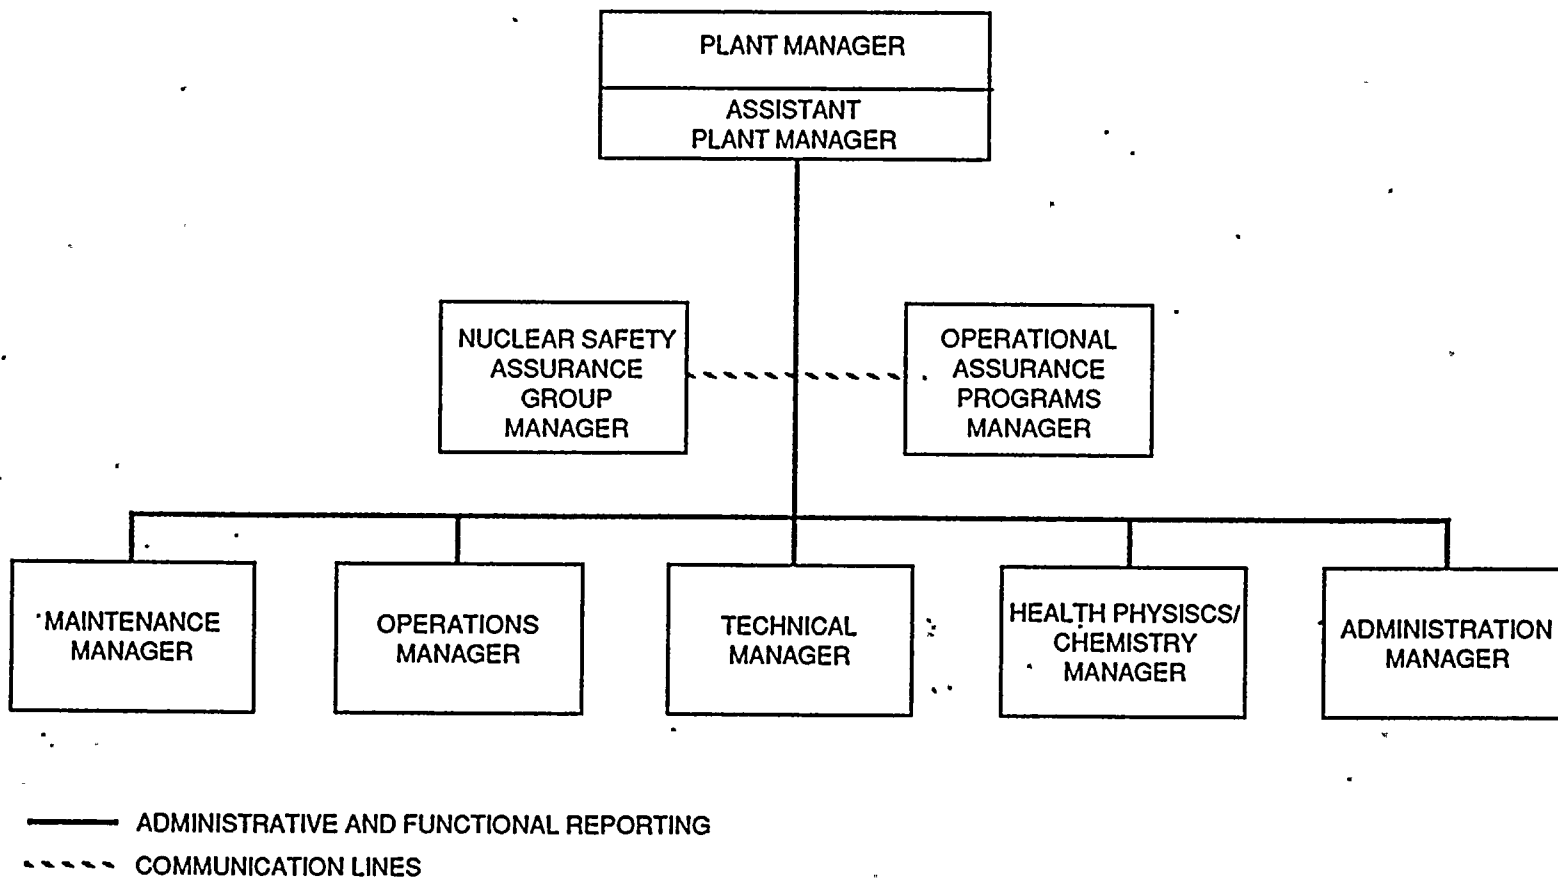 PLANT MANAGER
ASSISTANT
PLANT MANAGER
NUCLEAR SAFETY
ASSURANCE
GROUP
MANAGER
OPERATIONAL
ASSURANCE
PROGRAMS
MANAGER
MAINTENANCE
MANAGER
OPERATIONS
MANAGER
TECHNICAL
MANAGER
HEALTH PHYSISCS/
CHEMISTRY
MANAGER
ADMINISTRATION
MANAGER
ADMINISTRATIVE AND FUNCTIONAL REPORTING
COMMUNICATION LINES